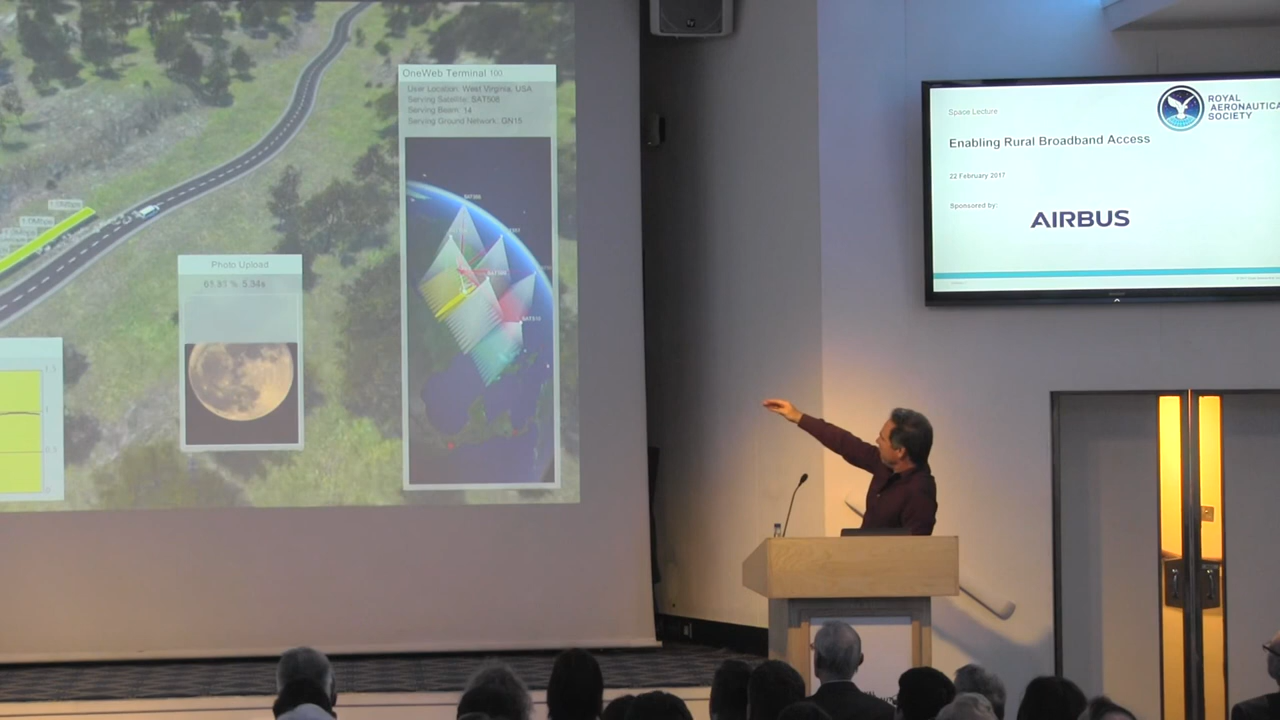 OneWeb Terminal 100
User Location: West Virginia, USA
Serving Satellite: SAT506
Serving Beam: 14
Serving Ground Network: GN15
Photo Upload
61.91 % 5.34s
Space Lecture
ROYAL
AERONAUTICA
SOCIETY
Enabling Rural Broadband Access
22 February 2017
Sponsored by:
AIRBUS